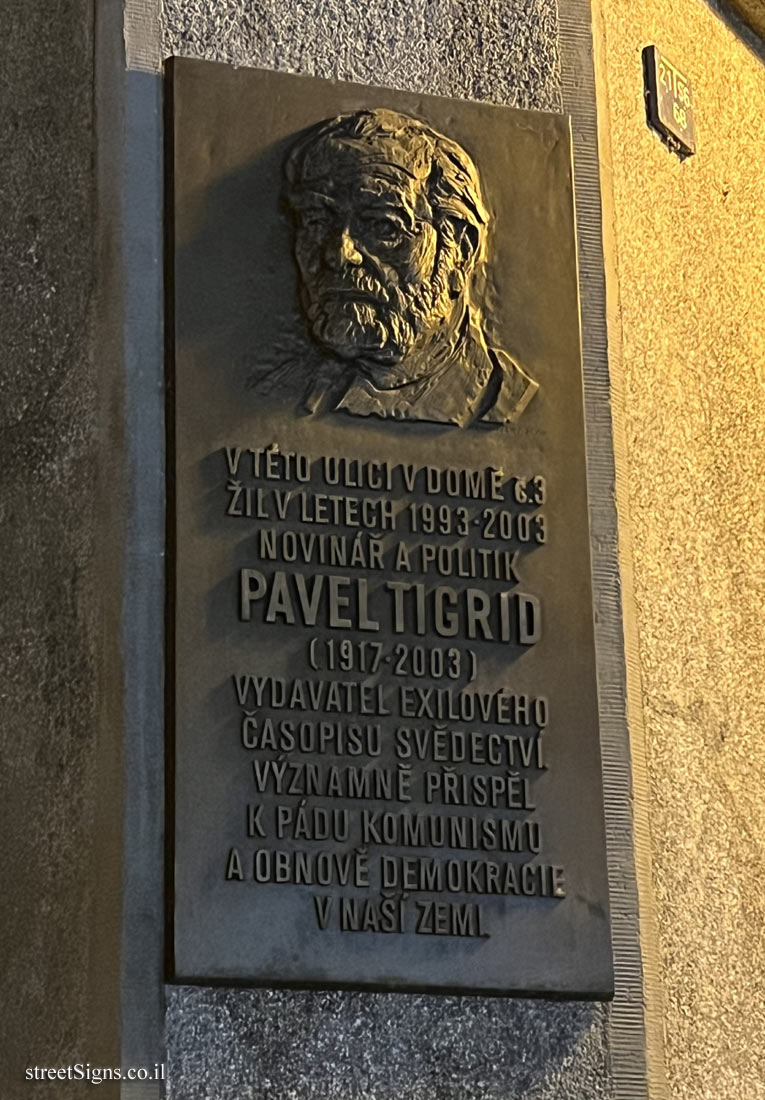 V TÉTO ULICI V DOMĚ č.3
ŽIL V LETECH 1993-2003
NOVINÁŘ A POLITIK
PAVEL TIGRID
(1917-2003)
VYDAVATEL EXILOVÉHO
ČASOPISU SVĚDECTVÍ
VÝZNAMNĚ PŘISPĚL
K PÁDU KOMUNISMU
A OBNOVĚ DEMOKRACIE
V NAŠÍ ZEMI.
streetSigns.co.il